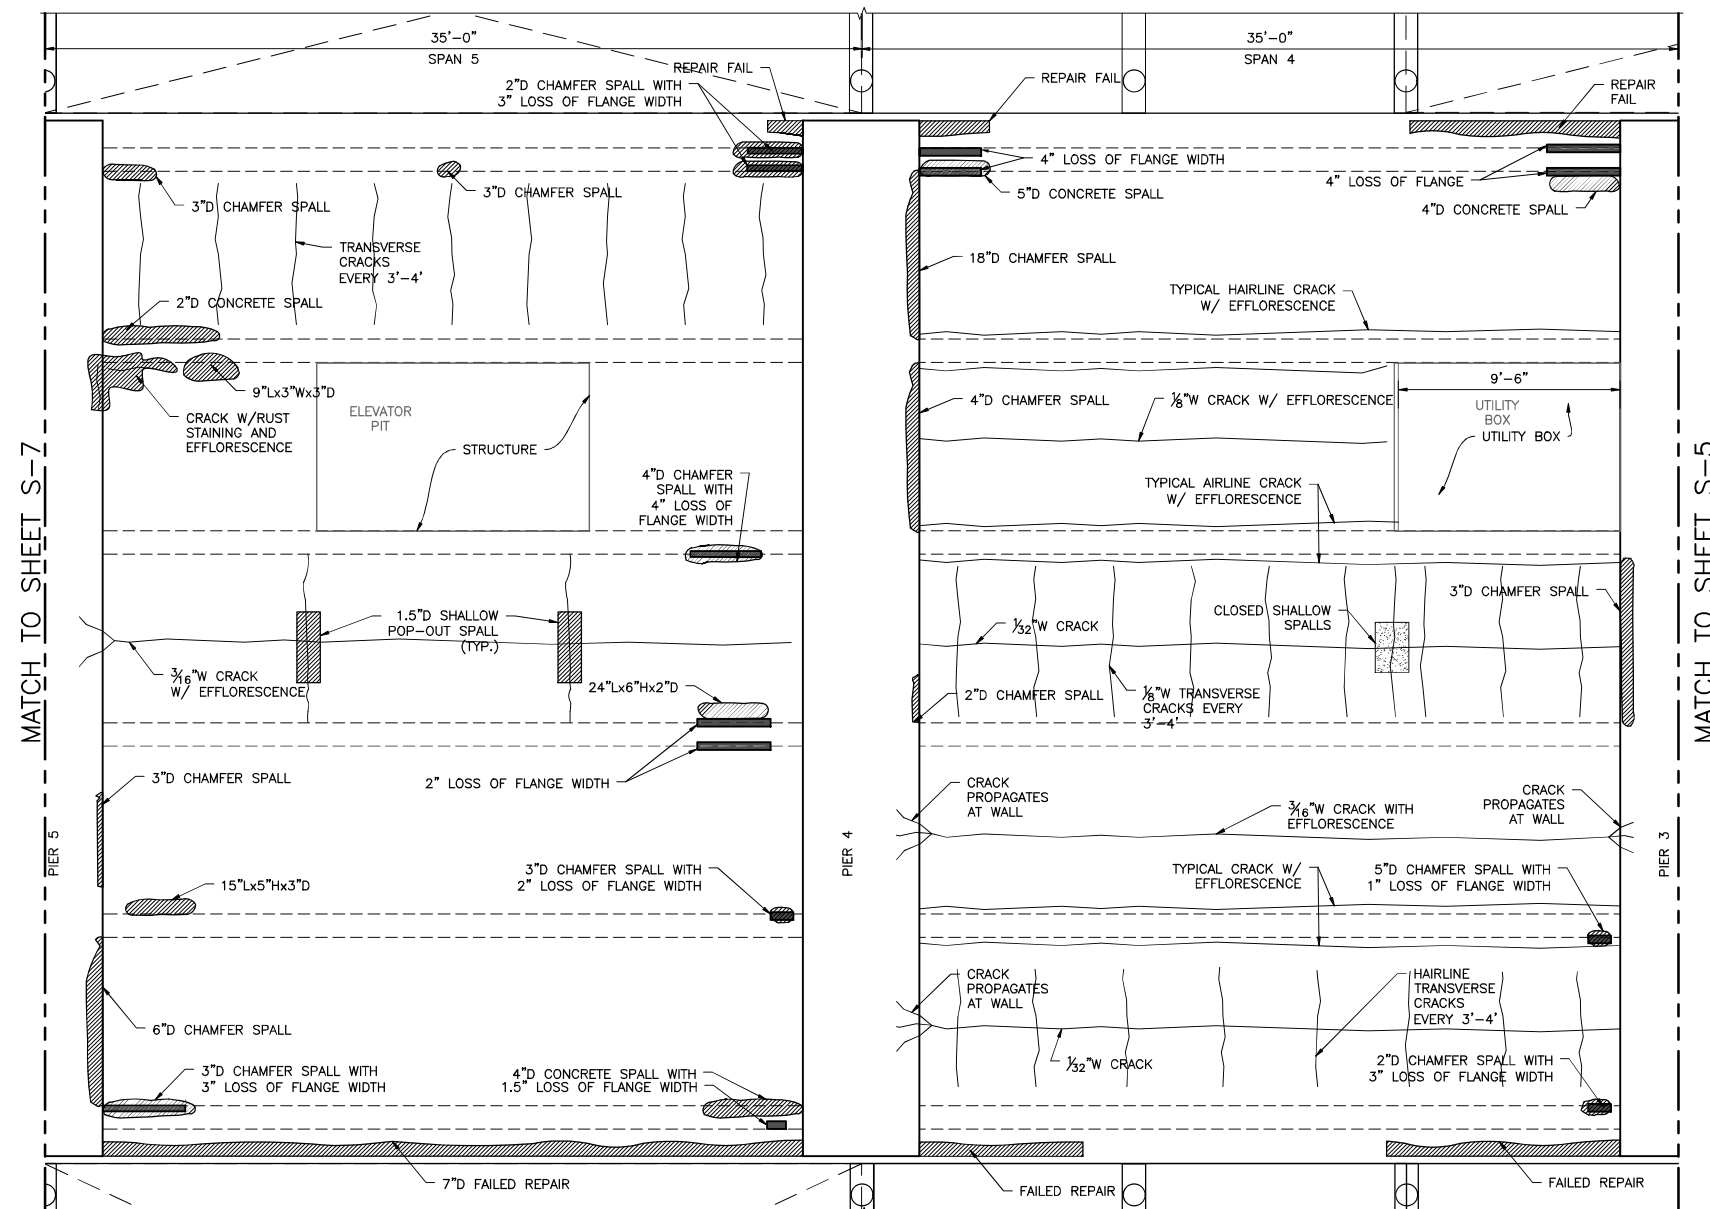 35'-0"
SPAN 5
35'-0"
SPAN 4
REPAIR FAIL
2"D CHAMFER SPALL WITH
3" LOSS OF FLANGE WIDTH
REPAIR FAIL
REPAIR
FAIL
3"D CHAMFER SPALL
3"D CHAMFER SPALL
4" LOSS OF FLANGE WIDTH
5"D CONCRETE SPALL
4" LOSS OF FLANGE
4"D CONCRETE SPALL
TRANSVERSE
CRACKS
EVERY 3'-4'
18"D CHAMFER SPALL
2"D CONCRETE SPALL
TYPICAL HAIRLINE CRACK
W/ EFFLORESCENCE
9"Lx3"Wx3"D
CRACK W/RUST
STAINING AND
EFFLORESCENCE
ELEVATOR
PIT
STRUCTURE
4"D CHAMFER SPALL
1/8"W CRACK W/ EFFLORESCENCE
9'-6"
UTILITY
BOX
UTILITY BOX
4"D CHAMFER
SPALL WITH
4" LOSS OF
FLANGE WIDTH
TYPICAL AIRLINE CRACK
W/ EFFLORESCENCE
MATCH TO SHEET S-7
MATCH TO SHEET S-5
1.5"D SHALLOW
POP-OUT SPALL
(TYP.)
3/16"W CRACK
W/ EFFLORESCENCE
24"Lx6"Hx2"D
1/32"W CRACK
CLOSED SHALLOW
SPALLS
3"D CHAMFER SPALL
2"D CHAMFER SPALL
1/8"W TRANSVERSE
CRACKS EVERY
3'-4'
3"D CHAMFER SPALL
2" LOSS OF FLANGE WIDTH
CRACK
PROPAGATES
AT WALL
3/16"W CRACK WITH
EFFLORESCENCE
CRACK
PROPAGATES
AT WALL
PIER 5
PIER 4
PIER 3
15"Lx5"Hx3"D
3"D CHAMFER SPALL WITH
2" LOSS OF FLANGE WIDTH
TYPICAL CRACK W/
EFFLORESCENCE
5"D CHAMFER SPALL WITH
1" LOSS OF FLANGE WIDTH
6"D CHAMFER SPALL
CRACK
PROPAGATES
AT WALL
HAIRLINE
TRANSVERSE
CRACKS
EVERY 3'-4'
3"D CHAMFER SPALL WITH
3" LOSS OF FLANGE WIDTH
4"D CONCRETE SPALL WITH
1.5" LOSS OF FLANGE WIDTH
1/32"W CRACK
2"D CHAMFER SPALL WITH
3" LOSS OF FLANGE WIDTH
7"D FAILED REPAIR
FAILED REPAIR
FAILED REPAIR